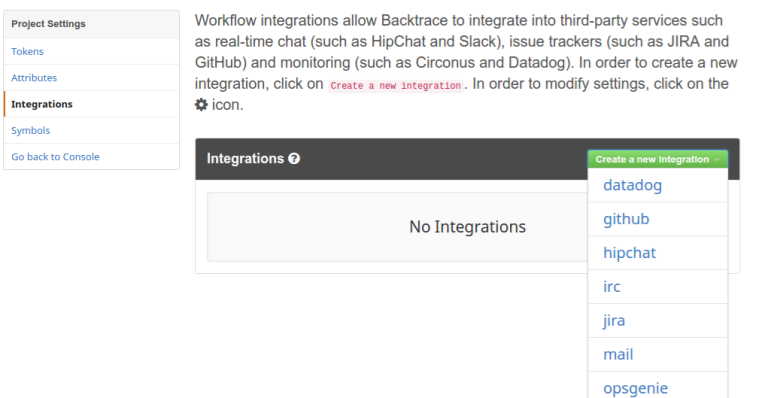 Project Settings
Tokens
Attributes
Integrations
Symbols
Go back to Console
Workflow integrations allow Backtrace to integrate into third-party services such
as real-time chat (such as HipChat and Slack), issue trackers (such as JIRA and
GitHub) and monitoring (such as Circonus and Datadog). In order to create a new
integration, click on Create a new integration. In order to modify settings, click on the
icon.
Integrations
Create a new integration
No Integrations
datadog
github
hipchat
irc
jira
mail
opsgenie